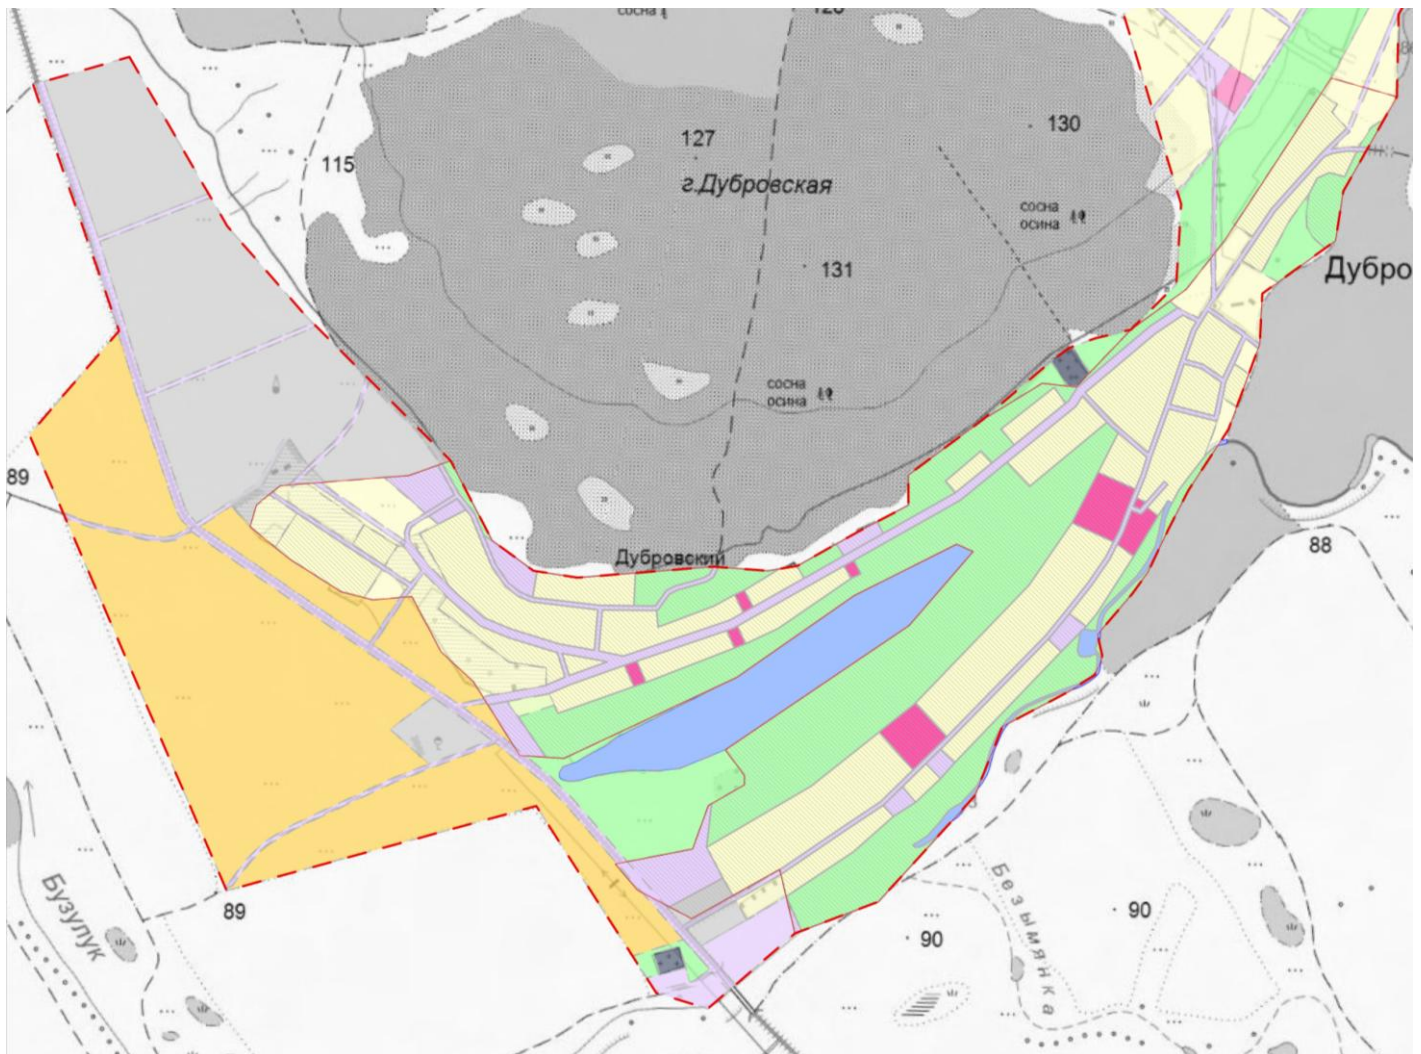 сосна
127
130
115
г.Дубровская
сосна
осина
131
Дубро
сосна
осина
89
88
Дубровский
89
90
90
Бузулук
Безымянка